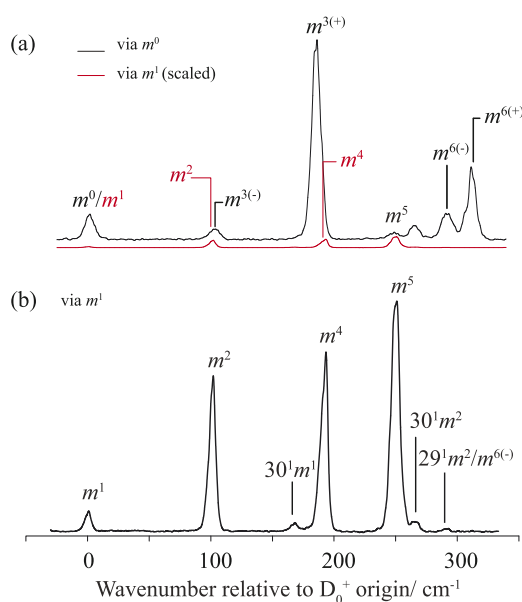 (a)
via m⁰
via m¹ (scaled)
m³⁽⁺⁾
m²
m³⁽⁻⁾
m⁴
m⁶⁽⁺⁾
m⁶⁽⁻⁾
m⁰/m¹
m⁵
(b) via m¹
m¹
m²
30¹m¹
m⁴
m⁵
30¹m²
29¹m²/m⁶⁽⁻⁾
0 100 200 300
Wavenumber relative to D₀⁺ origin/ cm⁻¹